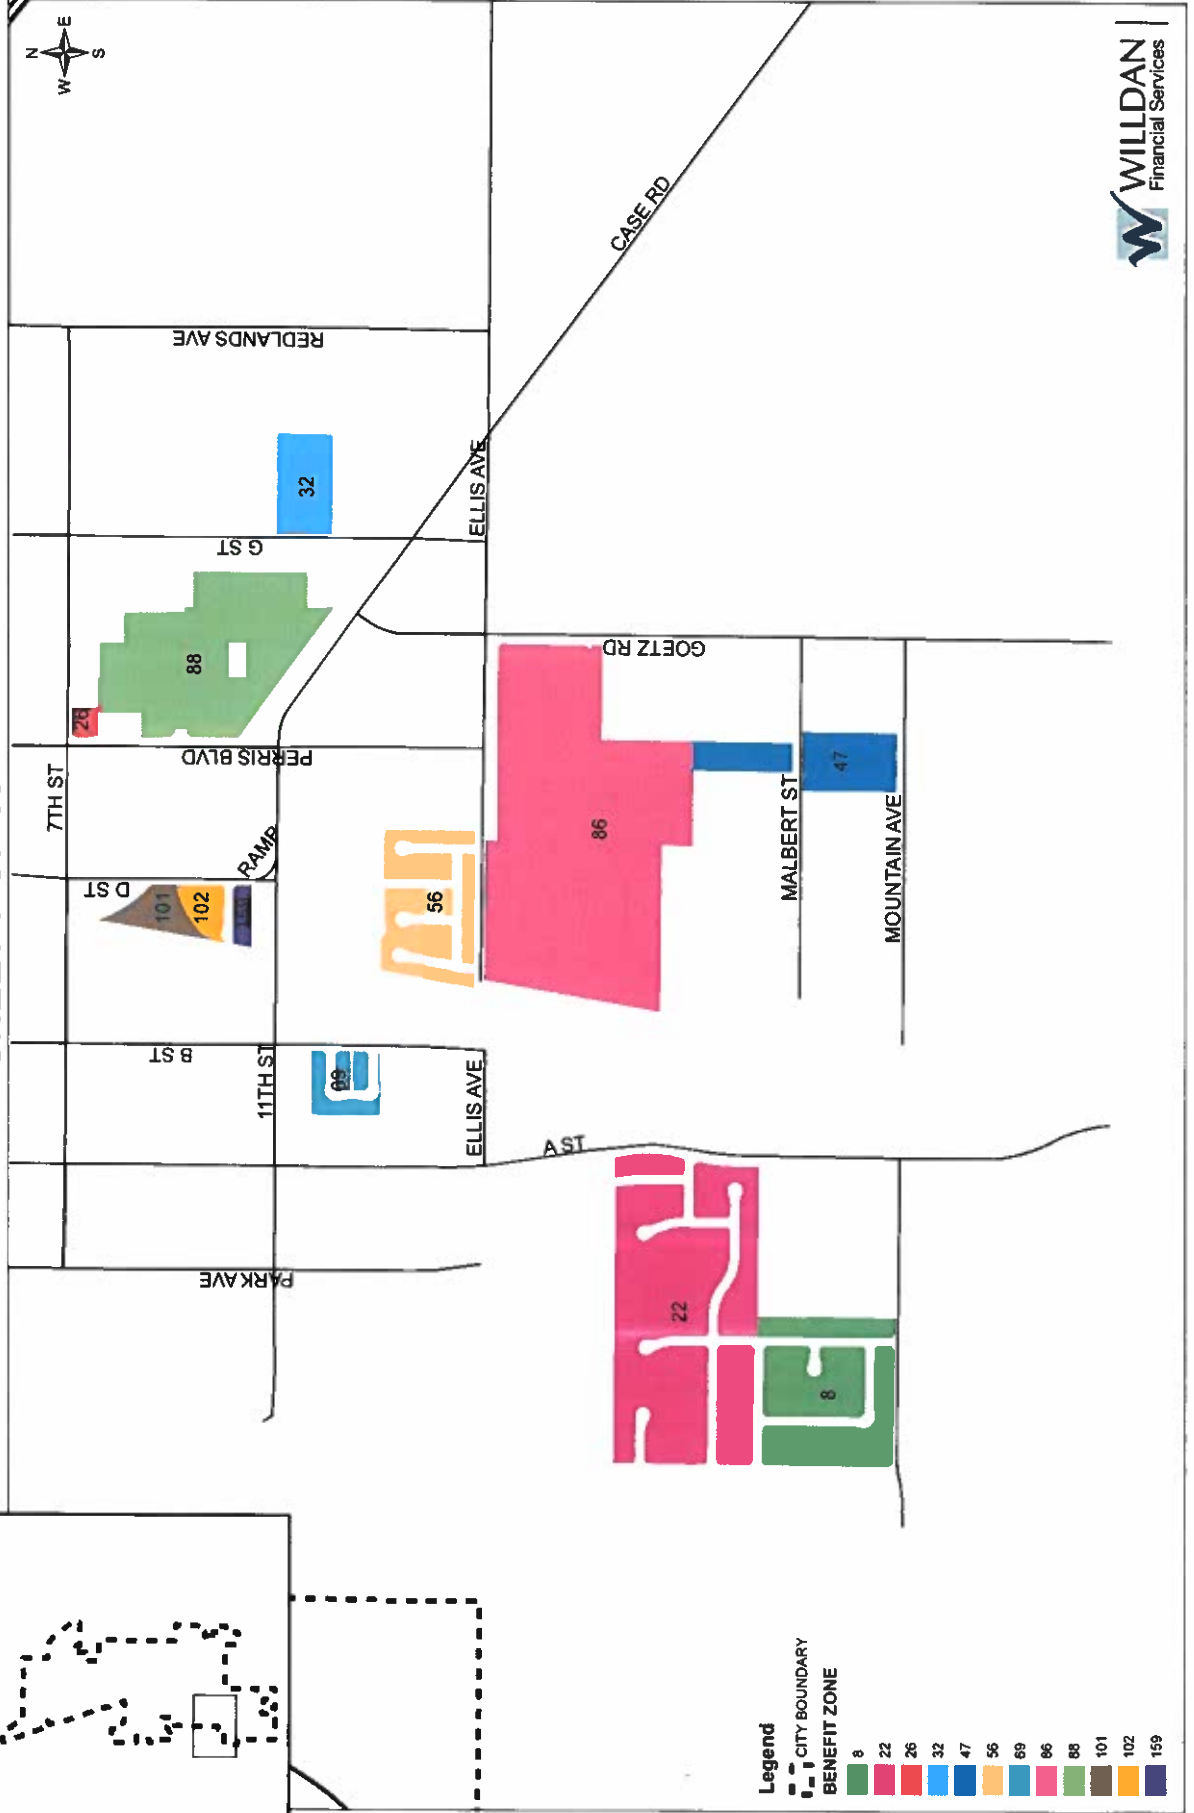 N
W E
S
REDLANDS AVE
CASE RD
32
G ST
ELLIS AVE
88
26
GOETZ RD
PERRIS BLVD
7TH ST
RAMP
D ST
101
102
159
56
86
47
MALBERT ST
MOUNTAIN AVE
B ST
11TH ST
69
ELLIS AVE
A ST
PARK AVE
22
8
Legend
CITY BOUNDARY
BENEFIT ZONE
8
22
26
32
47
56
69
86
88
101
102
159
WILLDAN
Financial Services